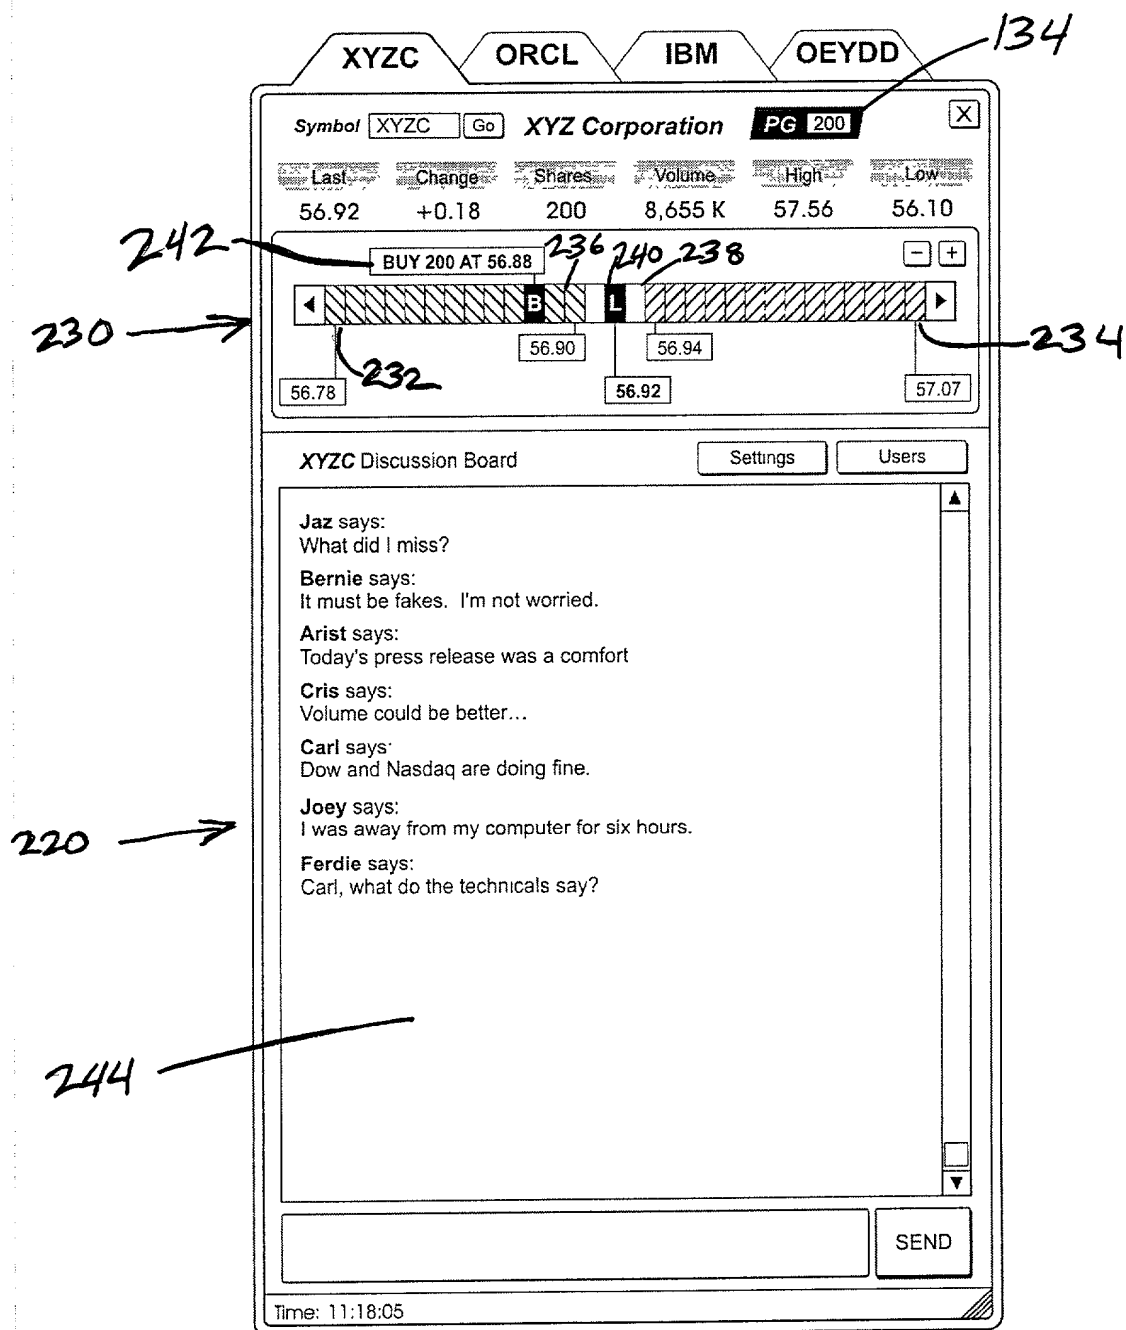 134
XYZC ORCL IBM OEYDD
Symbol XYZC Go XYZ Corporation PG 200 X
Last Change Shares Volume High Low
56.92 +0.18 200 8,655 K 57.56 56.10
242 BUY 200 AT 56.88 236 240 238 − +
230 B L 234
56.90 56.94
232
56.78 56.92 57.07
XYZC Discussion Board Settings Users
Jaz says:
What did I miss?
Bernie says:
It must be fakes. I'm not worried.
Arist says:
Today's press release was a comfort
Cris says:
Volume could be better...
Carl says:
Dow and Nasdaq are doing fine.
Joey says:
I was away from my computer for six hours.
220
Ferdie says:
Carl, what do the technicals say?
244
SEND
Time: 11:18:05